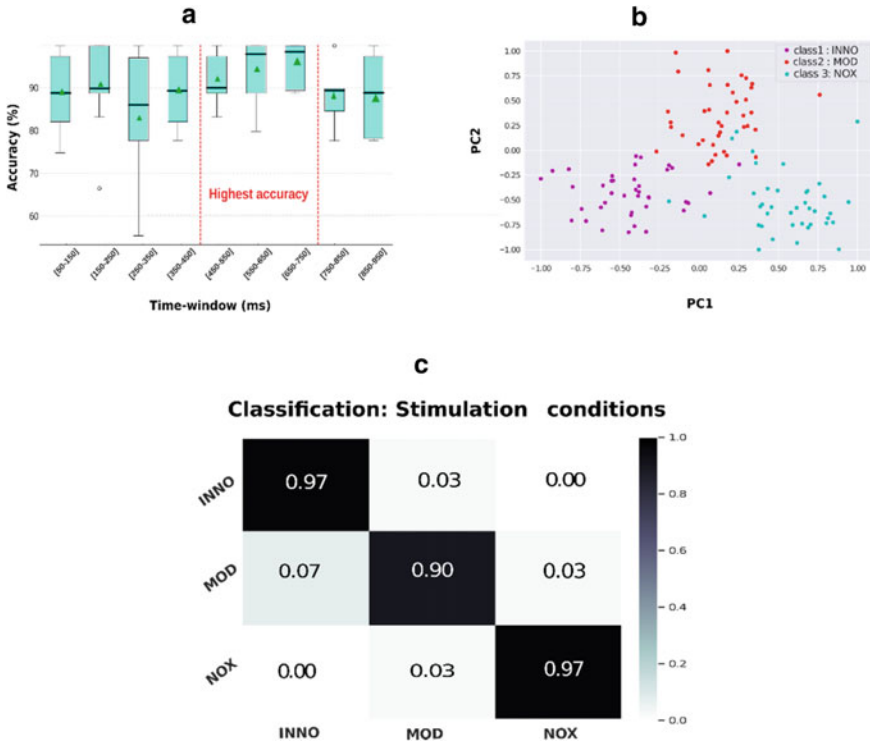 a
Accuracy (%)
90
80
70
60
Highest accuracy
[50-150]
[150-250]
[250-350]
[350-450]
[450-550]
[550-650]
[650-750]
[750-850]
[850-950]
Time-window (ms)
b
class1 : INNO
class2 : MOD
class 3: NOX
PC2
1.00
0.75
0.50
0.25
0.00
−0.25
−0.50
−0.75
−1.00
−1.00 −0.75 −0.50 −0.25 0.00 0.25 0.50 0.75 1.00
PC1
c
Classification: Stimulation conditions
INNO 0.97 0.03 0.00
MOD 0.07 0.90 0.03
NOX 0.00 0.03 0.97
INNO MOD NOX
1.0
0.8
0.6
0.4
0.2
0.0